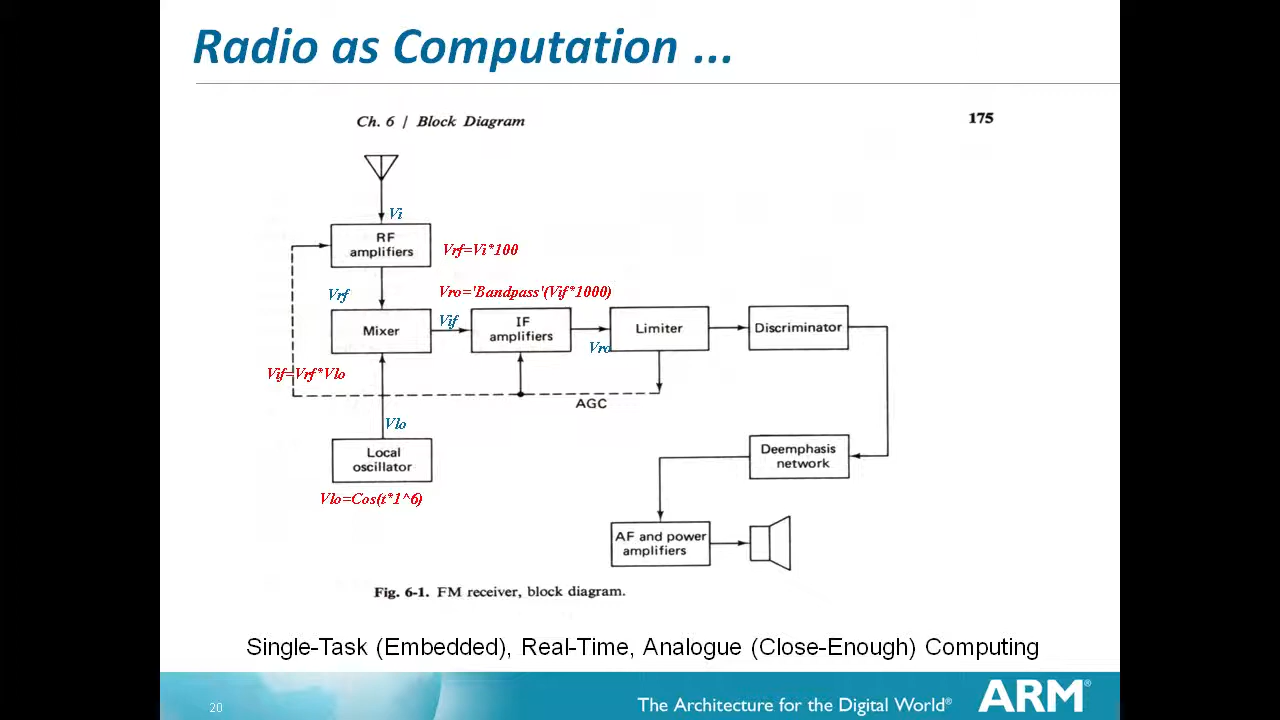 Radio as Computation ...
Ch. 6 / Block Diagram
175
Vi
RF
amplifiers
Vrf=Vi*100
Vrf
Vro='Bandpass'(Vif*1000)
Mixer
Vif
IF
amplifiers
Vro
Limiter
Discriminator
Vif=Vrf*Vlo
AGC
Vlo
Local
oscillator
Vlo=Cos(t*1^6)
Deemphasis
network
AF and power
amplifiers
Fig. 6-1. FM receiver, block diagram.
Single-Task (Embedded), Real-Time, Analogue (Close-Enough) Computing
20
The Architecture for the Digital World®
ARM®